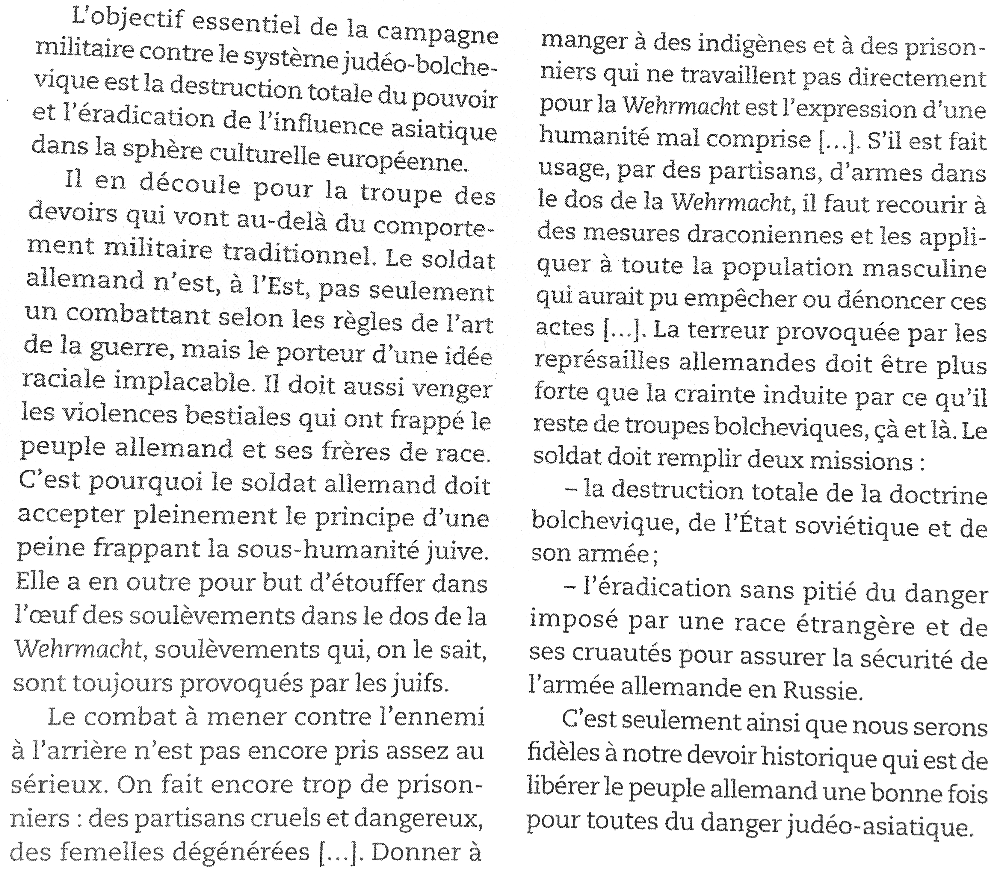 L'objectif essentiel de la campagne
militaire contre le système judéo-bolche-
vique est la destruction totale du pouvoir
et l'éradication de l'influence asiatique
dans la sphère culturelle européenne.
Il en découle pour la troupe des
devoirs qui vont au-delà du comporte-
ment militaire traditionnel. Le soldat
allemand n'est, à l'Est, pas seulement
un combattant selon les règles de l'art
de la guerre, mais le porteur d'une idée
raciale implacable. Il doit aussi venger
les violences bestiales qui ont frappé le
peuple allemand et ses frères de race.
C'est pourquoi le soldat allemand doit
accepter pleinement le principe d'une
peine frappant la sous-humanité juive.
Elle a en outre pour but d'étouffer dans
l'œuf des soulèvements dans le dos de la
Wehrmacht, soulèvements qui, on le sait,
sont toujours provoqués par les juifs.
Le combat à mener contre l'ennemi
à l'arrière n'est pas encore pris assez au
sérieux. On fait encore trop de prison-
niers : des partisans cruels et dangereux,
des femelles dégénérées [...]. Donner à
manger à des indigènes et à des prison-
niers qui ne travaillent pas directement
pour la Wehrmacht est l'expression d'une
humanité mal comprise [...]. S'il est fait
usage, par des partisans, d'armes dans
le dos de la Wehrmacht, il faut recourir à
des mesures draconiennes et les appli-
quer à toute la population masculine
qui aurait pu empêcher ou dénoncer ces
actes [...]. La terreur provoquée par les
représailles allemandes doit être plus
forte que la crainte induite par ce qu'il
reste de troupes bolcheviques, çà et là. Le
soldat doit remplir deux missions :
– la destruction totale de la doctrine
bolchevique, de l'État soviétique et de
son armée;
– l'éradication sans pitié du danger
imposé par une race étrangère et de
ses cruautés pour assurer la sécurité de
l'armée allemande en Russie.
C'est seulement ainsi que nous serons
fidèles à notre devoir historique qui est de
libérer le peuple allemand une bonne fois
pour toutes du danger judéo-asiatique.